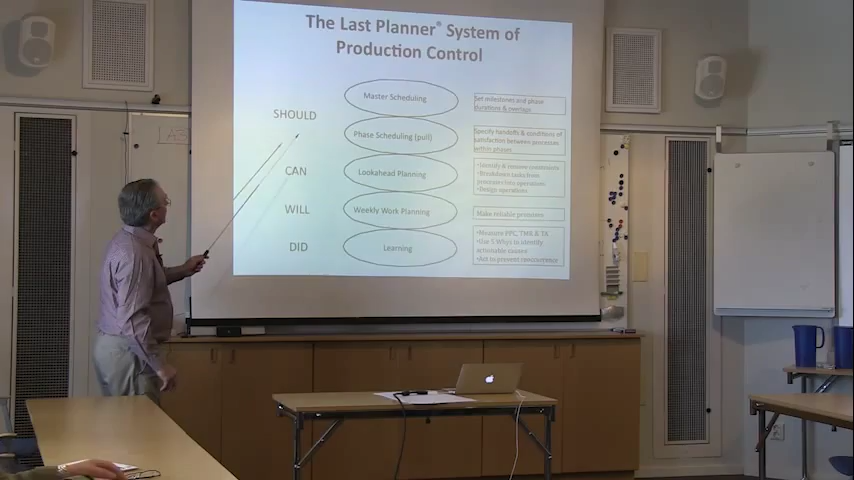 The Last Planner® System of
Production Control
SHOULD
Master Scheduling
Set milestones and phase
durations & overlaps
Phase Scheduling (pull)
Specify handoffs & conditions of
satisfaction between processes
within phases
CAN
Lookahead Planning
•Identify & remove constraints
•Breakdown tasks from
processes into operations
•Design operations
WILL
Weekly Work Planning
Make reliable promises
DID
Learning
•Measure PPC, TMR & TA
•Use 5 Whys to identify
actionable causes
•Act to prevent reoccurrence